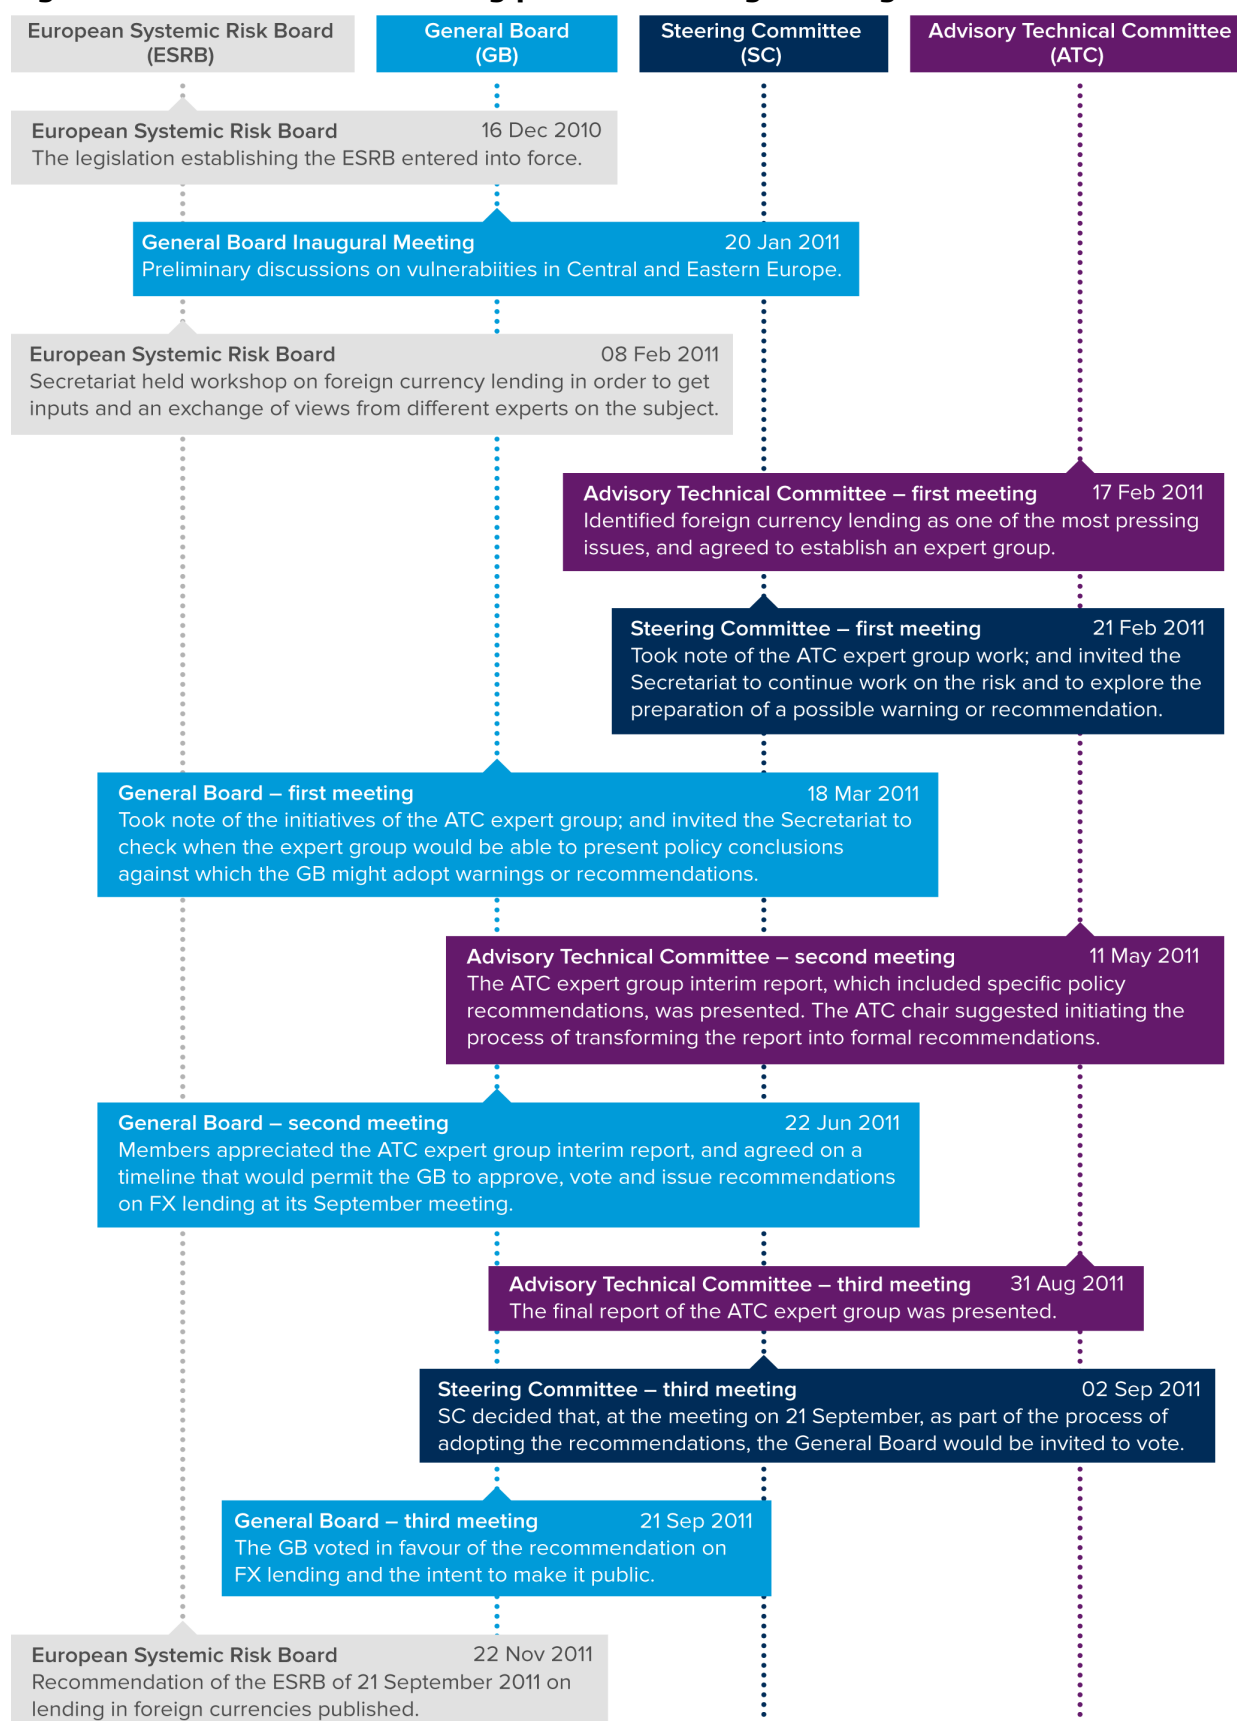 European Systemic Risk Board
(ESRB)
General Board
(GB)
Steering Committee
(SC)
Advisory Technical Committee
(ATC)
European Systemic Risk Board 16 Dec 2010
The legislation establishing the ESRB entered into force.
General Board Inaugural Meeting 20 Jan 2011
Preliminary discussions on vulnerabiities in Central and Eastern Europe.
European Systemic Risk Board 08 Feb 2011
Secretariat held workshop on foreign currency lending in order to get
inputs and an exchange of views from different experts on the subject.
Advisory Technical Committee – first meeting 17 Feb 2011
Identified foreign currency lending as one of the most pressing
issues, and agreed to establish an expert group.
Steering Committee – first meeting 21 Feb 2011
Took note of the ATC expert group work; and invited the
Secretariat to continue work on the risk and to explore the
preparation of a possible warning or recommendation.
General Board – first meeting 18 Mar 2011
Took note of the initiatives of the ATC expert group; and invited the Secretariat to
check when the expert group would be able to present policy conclusions
against which the GB might adopt warnings or recommendations.
Advisory Technical Committee – second meeting 11 May 2011
The ATC expert group interim report, which included specific policy
recommendations, was presented. The ATC chair suggested initiating the
process of transforming the report into formal recommendations.
General Board – second meeting 22 Jun 2011
Members appreciated the ATC expert group interim report, and agreed on a
timeline that would permit the GB to approve, vote and issue recommendations
on FX lending at its September meeting.
Advisory Technical Committee – third meeting 31 Aug 2011
The final report of the ATC expert group was presented.
Steering Committee – third meeting 02 Sep 2011
SC decided that, at the meeting on 21 September, as part of the process of
adopting the recommendations, the General Board would be invited to vote.
General Board – third meeting 21 Sep 2011
The GB voted in favour of the recommendation on
FX lending and the intent to make it public.
European Systemic Risk Board 22 Nov 2011
Recommendation of the ESRB of 21 September 2011 on
lending in foreign currencies published.